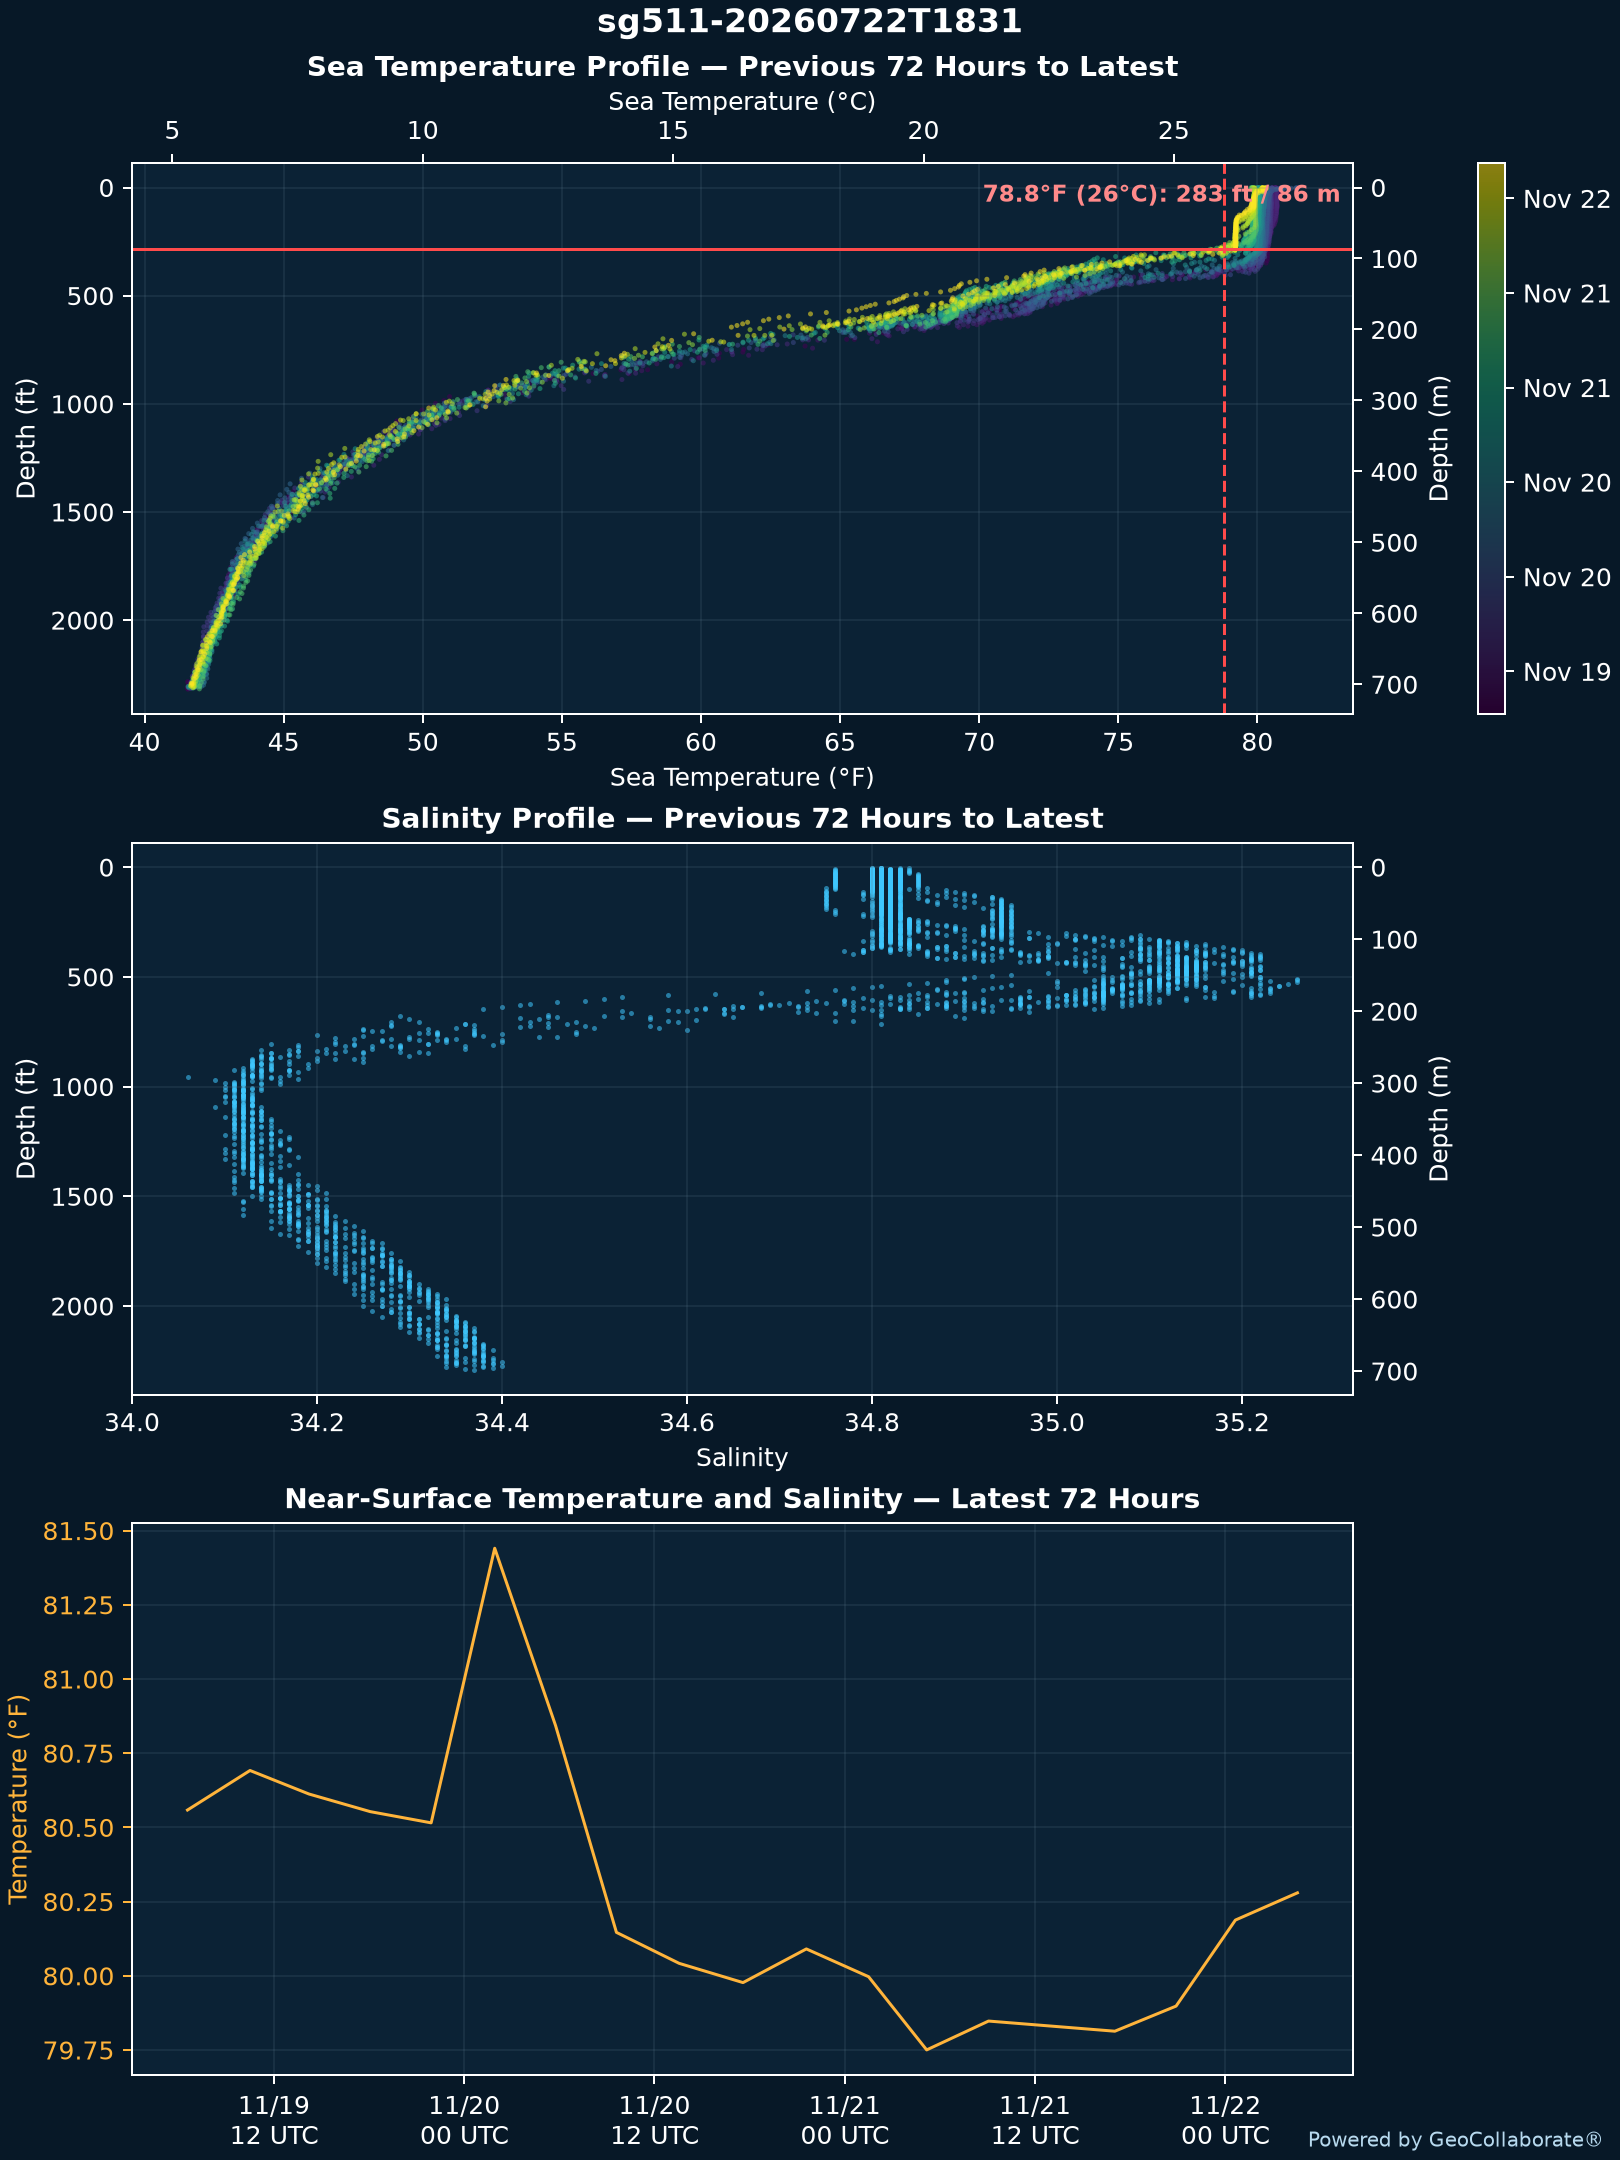 sg511-20260722T1831
Sea Temperature Profile — Previous 72 Hours to Latest
Sea Temperature (°C)
5 10 15 20 25
78.8°F (26°C): 283 ft / 86 m
0 500 1000 1500 2000
Depth (ft)
0 100 200 300 400 500 600 700
Depth (m)
Nov 22
Nov 21
Nov 21
Nov 20
Nov 20
Nov 19
40 45 50 55 60 65 70 75 80
Sea Temperature (°F)
Salinity Profile — Previous 72 Hours to Latest
0 500 1000 1500 2000
Depth (ft)
0 100 200 300 400 500 600 700
Depth (m)
34.0 34.2 34.4 34.6 34.8 35.0 35.2
Salinity
Near-Surface Temperature and Salinity — Latest 72 Hours
81.50
81.25
81.00
80.75
80.50
80.25
80.00
79.75
Temperature (°F)
11/19 11/20 11/20 11/21 11/21 11/22
12 UTC 00 UTC 12 UTC 00 UTC 12 UTC 00 UTC
Powered by GeoCollaborate®